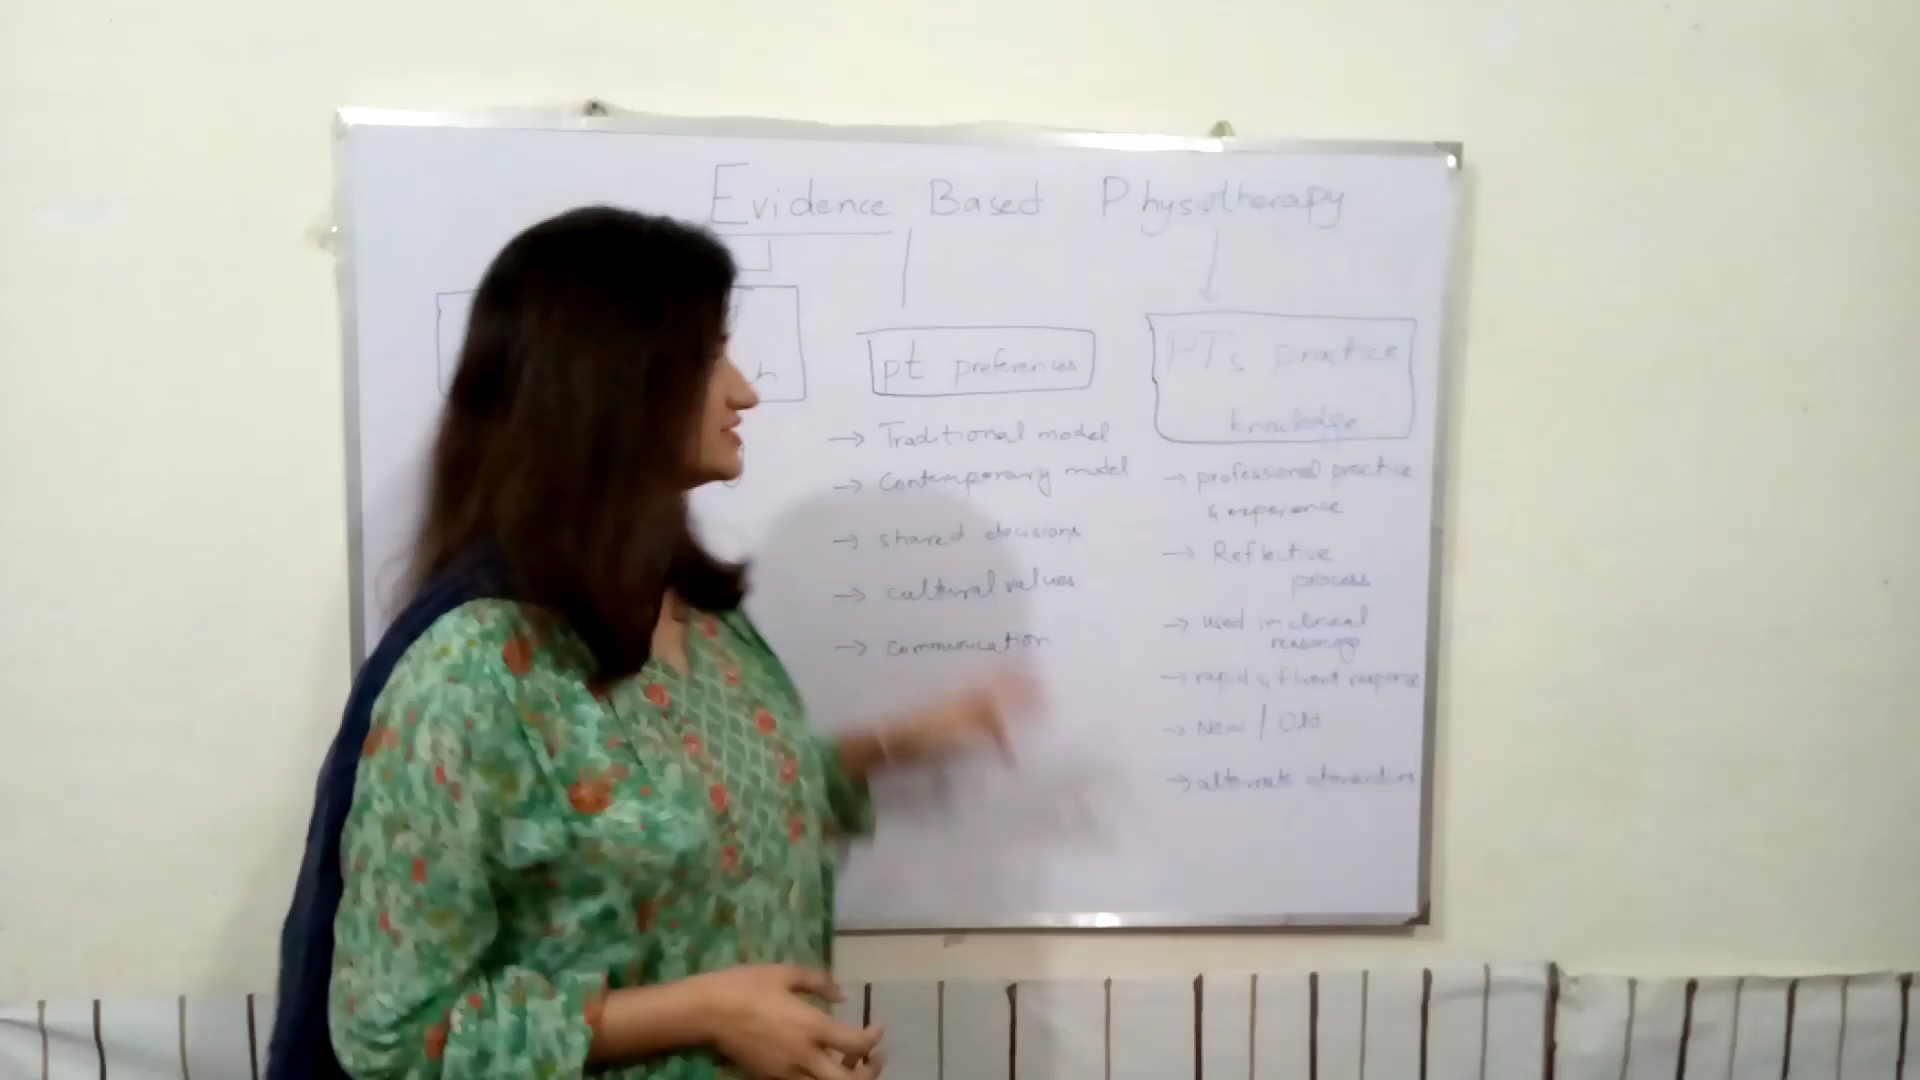 Evidence Based Physiotherapy
pt preferences
→ Traditional model
→ Contemporary model
→ shared decisions
→ cultural values
→ communication
PTs practice
knowledge
→ professional practice
& experience
→ Reflective
process
→ used in clinical
reasoning
→ rapid & fluent response
→ New / Old
→ alternate